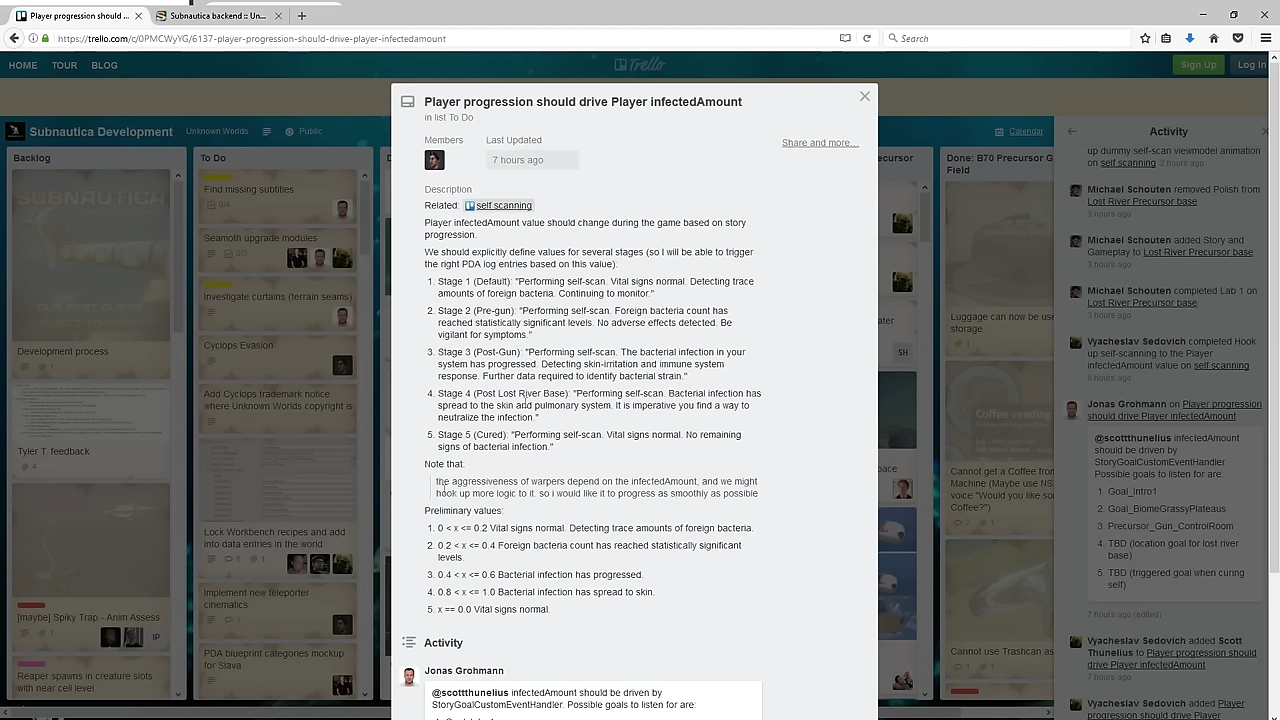 Player progression should ...
Subnautica backend :: Un...
https://trello.com/c/0PMCWyYG/6137-player-progression-should-drive-player-infectedamount
Search
HOME TOUR BLOG
Trello
Sign Up
Log In
Subnautica Development
Unknown Worlds
Public
Calendar
Backlog
SUBNAUTICA
Development process
1
Tyler T. feedback
4
[maybe] Spiky Trap - Anim Assess
1
IP
Reaper spawns in creature slots
with near cell level
To Do
Find missing subtitles
0/4
Seamoth upgrade modules
0/3
Investigate curtains (terrain seams)
Cyclops Evasion
Add Cyclops trademark notice
where Unknown Worlds copyright is
Lock Workbench recipes and add
into data entries in the world
6 1
Implement new teleporter
cinematics
1
PDA blueprint categories mockup
for Slava
Player progression should drive Player infectedAmount
in list To Do
Members
Last Updated
7 hours ago
Share and more...
Description
Related: self scanning
Player infectedAmount value should change during the game based on story
progression.
We should explicitly define values for several stages (so I will be able to trigger
the right PDA log entries based on this value):
1. Stage 1 (Default): "Performing self-scan. Vital signs normal. Detecting trace
amounts of foreign bacteria. Continuing to monitor."
2. Stage 2 (Pre-gun): "Performing self-scan. Foreign bacteria count has
reached statistically significant levels. No adverse effects detected. Be
vigilant for symptoms."
3. Stage 3 (Post-Gun): "Performing self-scan. The bacterial infection in your
system has progressed. Detecting skin-irritation and immune system
response. Further data required to identify bacterial strain."
4. Stage 4 (Post Lost River Base): "Performing self-scan. Bacterial infection has
spread to the skin and pulmonary system. It is imperative you find a way to
neutralize the infection."
5. Stage 5 (Cured): "Performing self-scan. Vital signs normal. No remaining
signs of bacterial infection."
Note that:
the aggressiveness of warpers depend on the infectedAmount, and we might
hook up more logic to it. so i would like it to progress as smoothly as possible
Preliminary values:
1. 0 < x <= 0.2 Vital signs normal. Detecting trace amounts of foreign bacteria.
2. 0.2 < x <= 0.4 Foreign bacteria count has reached statistically significant
levels.
3. 0.4 < x <= 0.6 Bacterial infection has progressed.
4. 0.8 < x <= 1.0 Bacterial infection has spread to skin.
5. x == 0.0 Vital signs normal.
Activity
Jonas Grohmann
@scottthunelius infectedAmount should be driven by
StoryGoalCustomEventHandler. Possible goals to listen for are:
SH
Done: B70 Precursor G
Field
Luggage can now be use
storage
1
Coffee vending
Cannot get a Coffee from
Machine (Maybe use NS
voice "Would you like so
Coffee?")
2 1
Cannot use Trashcan as
1 1
Activity
up dummy self-scan viewmodel animation
on self scanning 2 hours ago
Michael Schouten removed Polish from
Lost River Precursor base
3 hours ago
Michael Schouten added Story and
Gameplay to Lost River Precursor base
3 hours ago
Michael Schouten completed Lab 1 on
Lost River Precursor base
3 hours ago
Vyacheslav Sedovich completed Hook
up self-scanning to the Player
infectedAmount value on self scanning
6 hours ago
Jonas Grohmann on Player progression
should drive Player infectedAmount
@scottthunelius infectedAmount
should be driven by
StoryGoalCustomEventHandler.
Possible goals to listen for are:
1. Goal_Intro1
2. Goal_BiomeGrassyPlateaus
3. Precursor_Gun_ControlRoom
4. TBD (location goal for lost river
base)
5. TBD (triggered goal when curing
self)
7 hours ago (edited)
Vyacheslav Sedovich added Scott
Thunelius to Player progression should
drive Player infectedAmount
7 hours ago
Vyacheslav Sedovich added Player
progression should drive Player